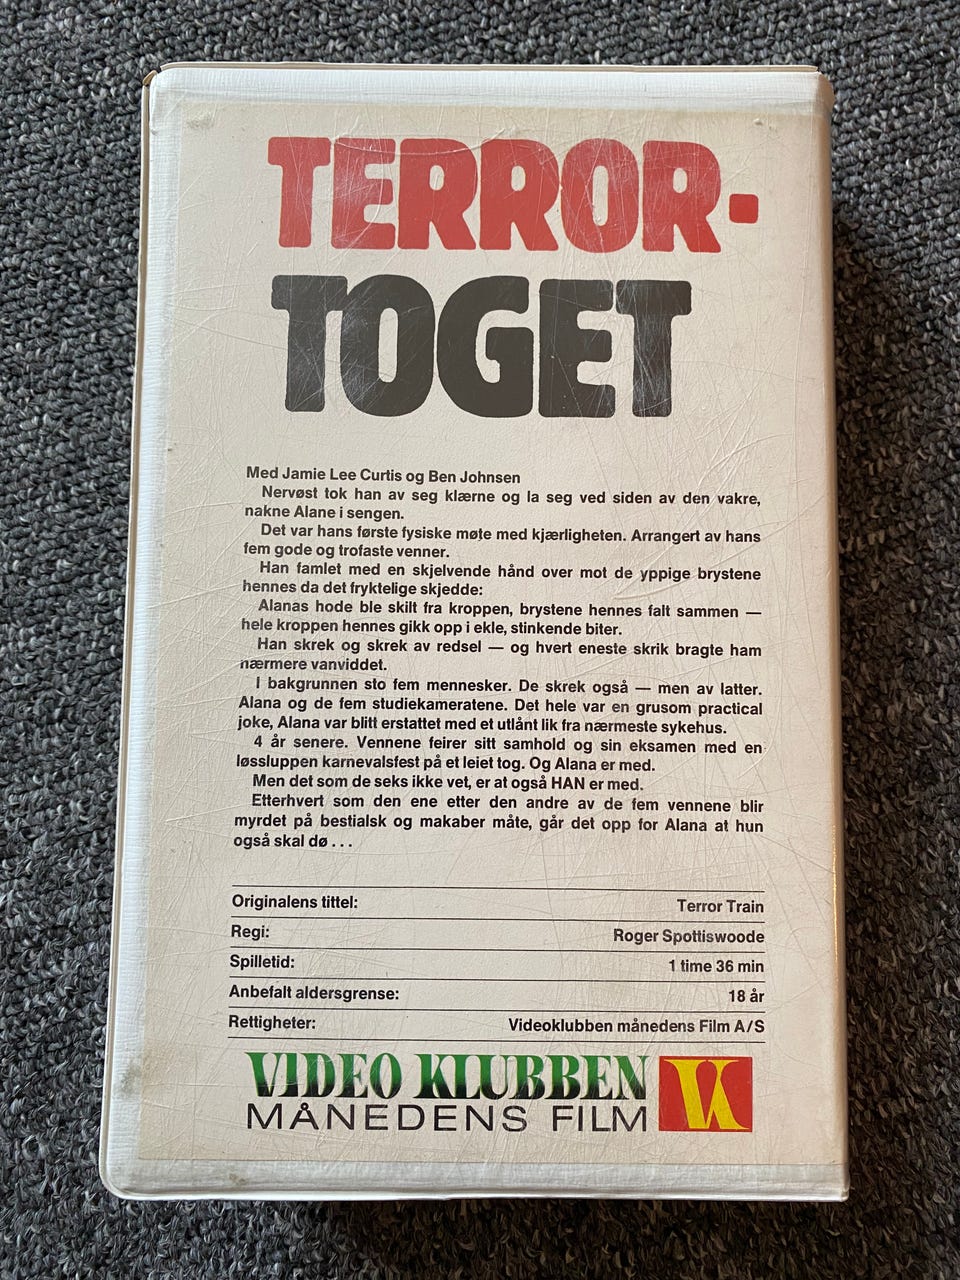 TERROR-
TOGET
Med Jamie Lee Curtis og Ben Johnsen
Nervøst tok han av seg klærne og la seg ved siden av den vakre,
nakne Alane i sengen.
Det var hans første fysiske møte med kjærligheten. Arrangert av hans
fem gode og trofaste venner.
Han famlet med en skjelvende hånd over mot de yppige brystene
hennes da det fryktelige skjedde:
Alanas hode ble skilt fra kroppen, brystene hennes falt sammen —
hele kroppen hennes gikk opp i ekle, stinkende biter.
Han skrek og skrek av redsel — og hvert eneste skrik bragte ham
nærmere vanviddet.
I bakgrunnen sto fem mennesker. De skrek også — men av latter.
Alana og de fem studiekameratene. Det hele var en grusom practical
joke, Alana var blitt erstattet med et utlånt lik fra nærmeste sykehus.
4 år senere. Vennene feirer sitt samhold og sin eksamen med en
løssluppen karnevalsfest på et leiet tog. Og Alana er med.
Men det som de seks ikke vet, er at også HAN er med.
Etterhvert som den ene etter den andre av de fem vennene blir
myrdet på bestialsk og makaber måte, går det opp for Alana at hun
også skal dø . . .
Originalens tittel: Terror Train
Regi: Roger Spottiswoode
Spilletid: 1 time 36 min
Anbefalt aldersgrense: 18 år
Rettigheter: Videoklubben månedens Film A/S
VIDEO KLUBBEN
MÅNEDENS FILM VK